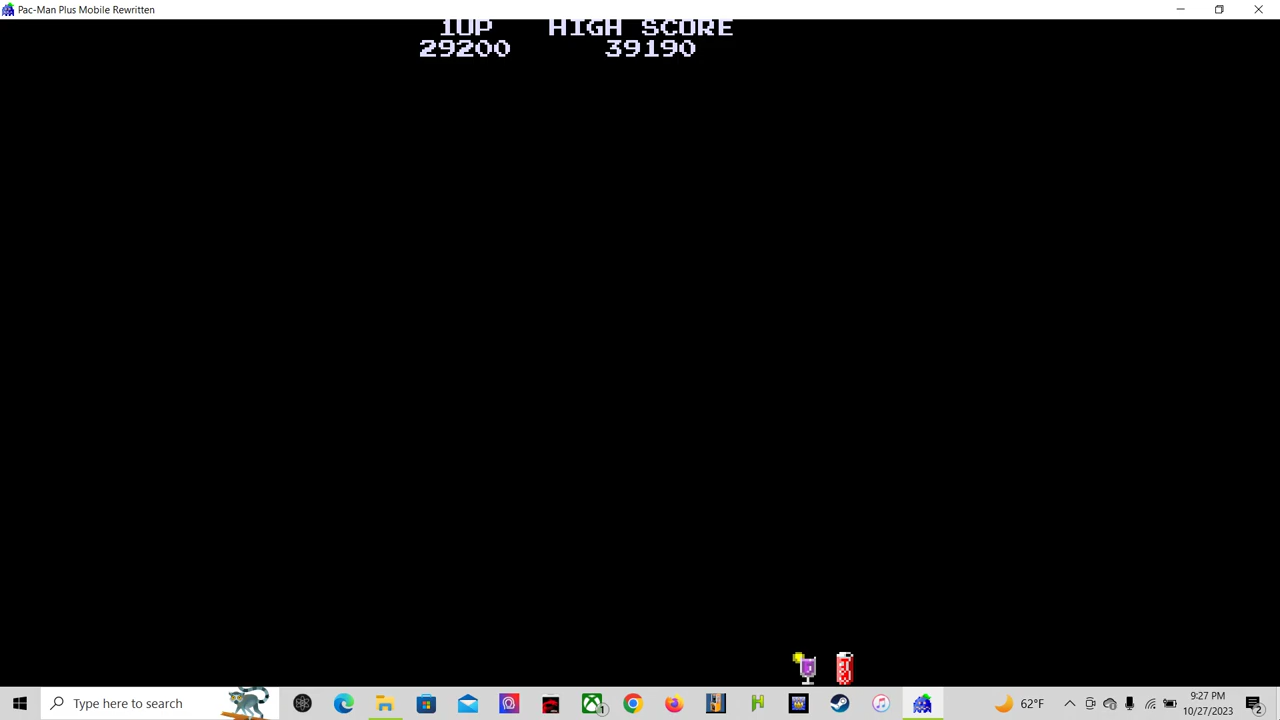 Pac-Man Plus Mobile Rewritten
1UP HIGH SCORE
29200 39190
Type here to search
62°F
9:27 PM
10/27/2023